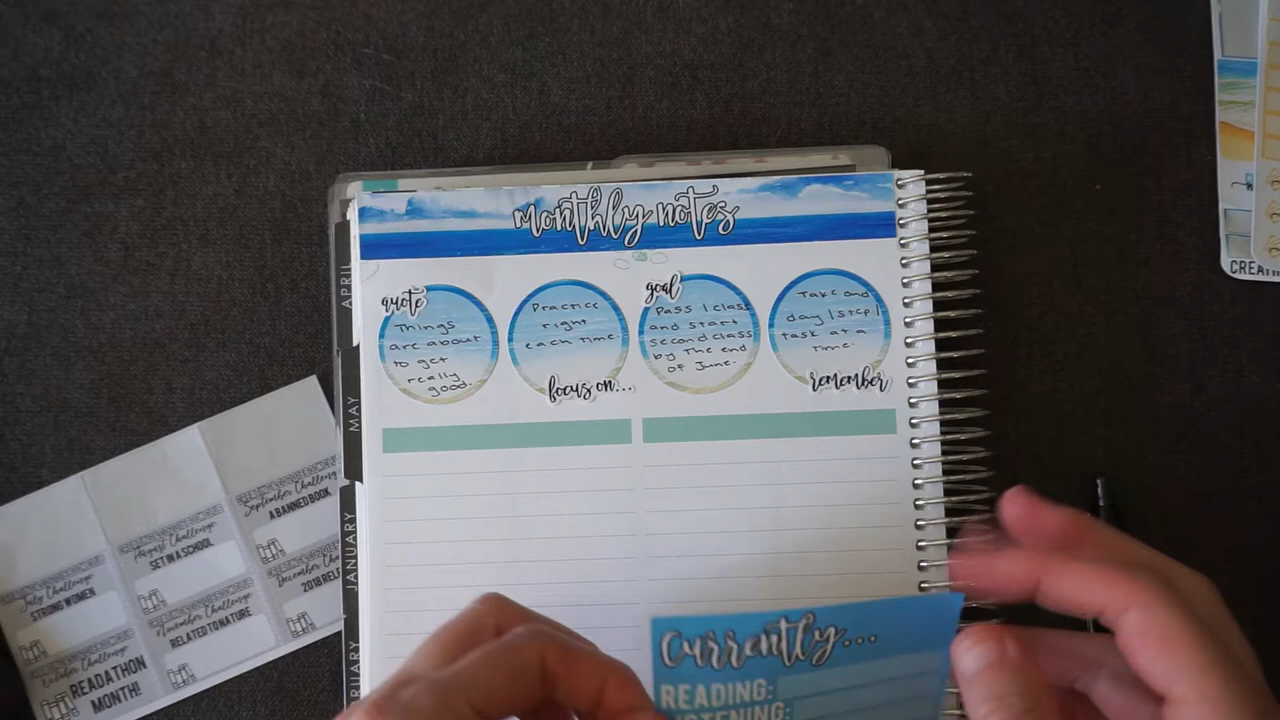 monthly notes
quote
Things
are about
to get
really
good.
Practice
right
each time.
focus on...
goal
Pass 1 class
and start
second class
by The end
of June.
Take one
day / step /
task at a
time.
remember
APRIL
MAY
JANUARY
Currently...
READING:
LISTENING:
September Challenge
A BANNED BOOK
August Challenge
SET IN A SCHOOL
July Challenge
STRONG WOMEN
December
2018 REL
November Challenge
RELATED TO NATURE
October Challenge
READATHON
MONTH!